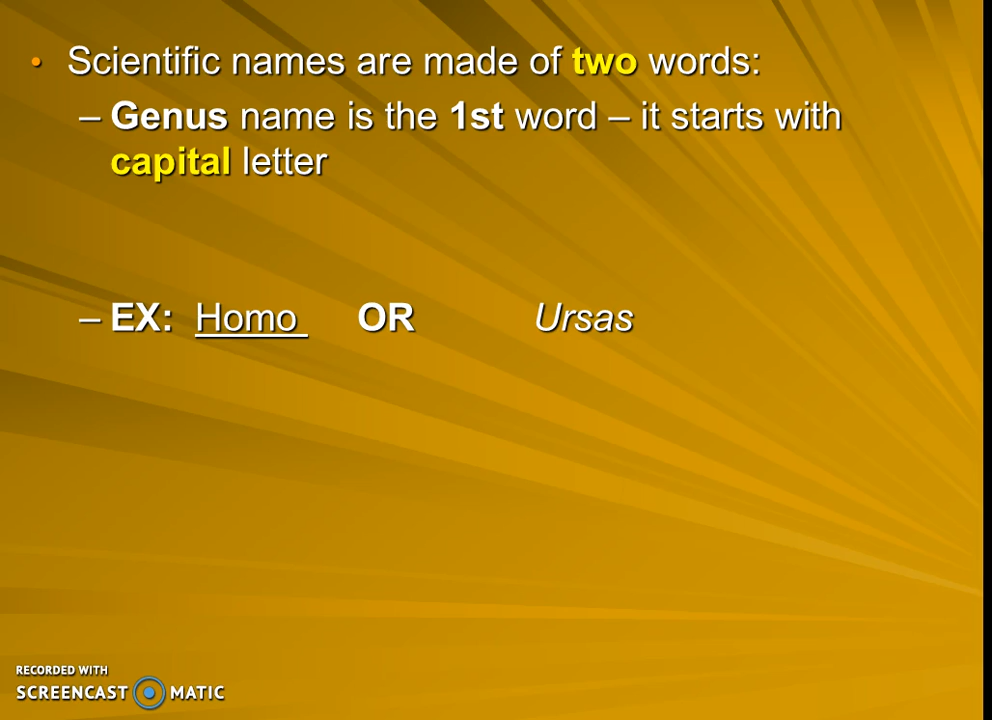 • Scientific names are made of two words:
– Genus name is the 1st word – it starts with
capital letter
– EX: Homo OR Ursas
RECORDED WITH
SCREENCAST MATIC